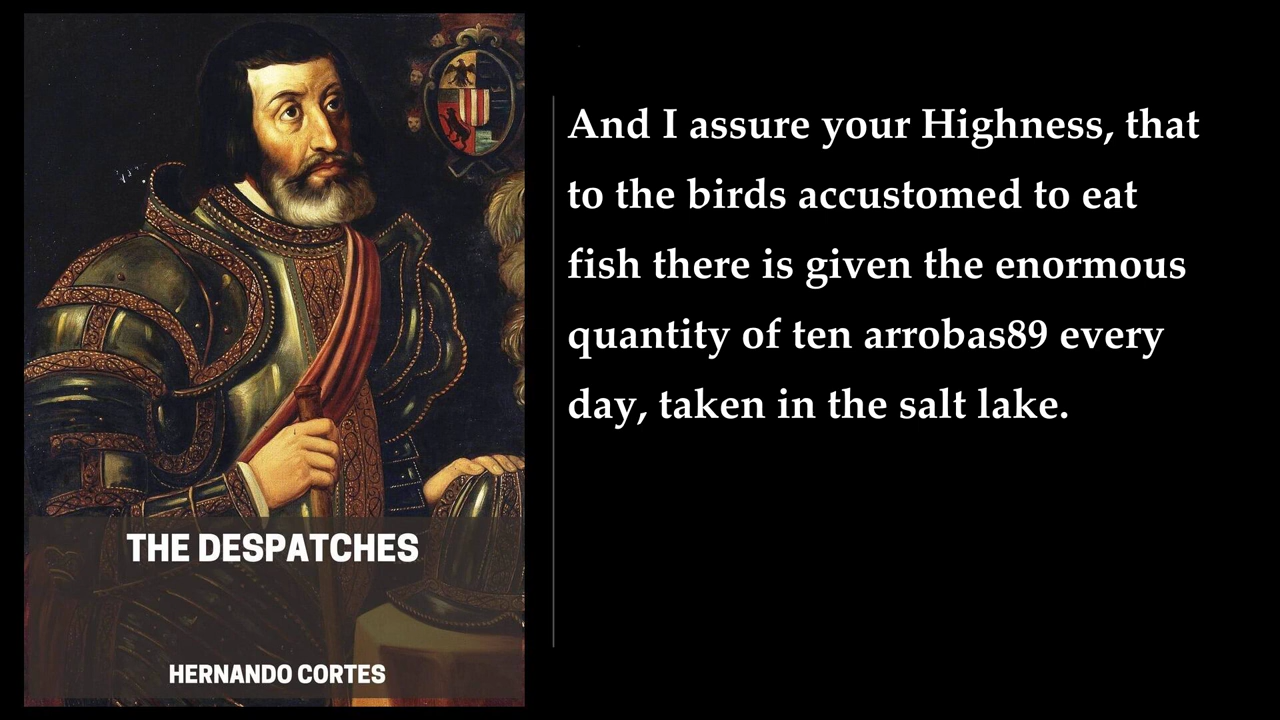 And I assure your Highness, that
to the birds accustomed to eat
fish there is given the enormous
quantity of ten arrobas89 every
day, taken in the salt lake.
THE DESPATCHES
HERNANDO CORTES